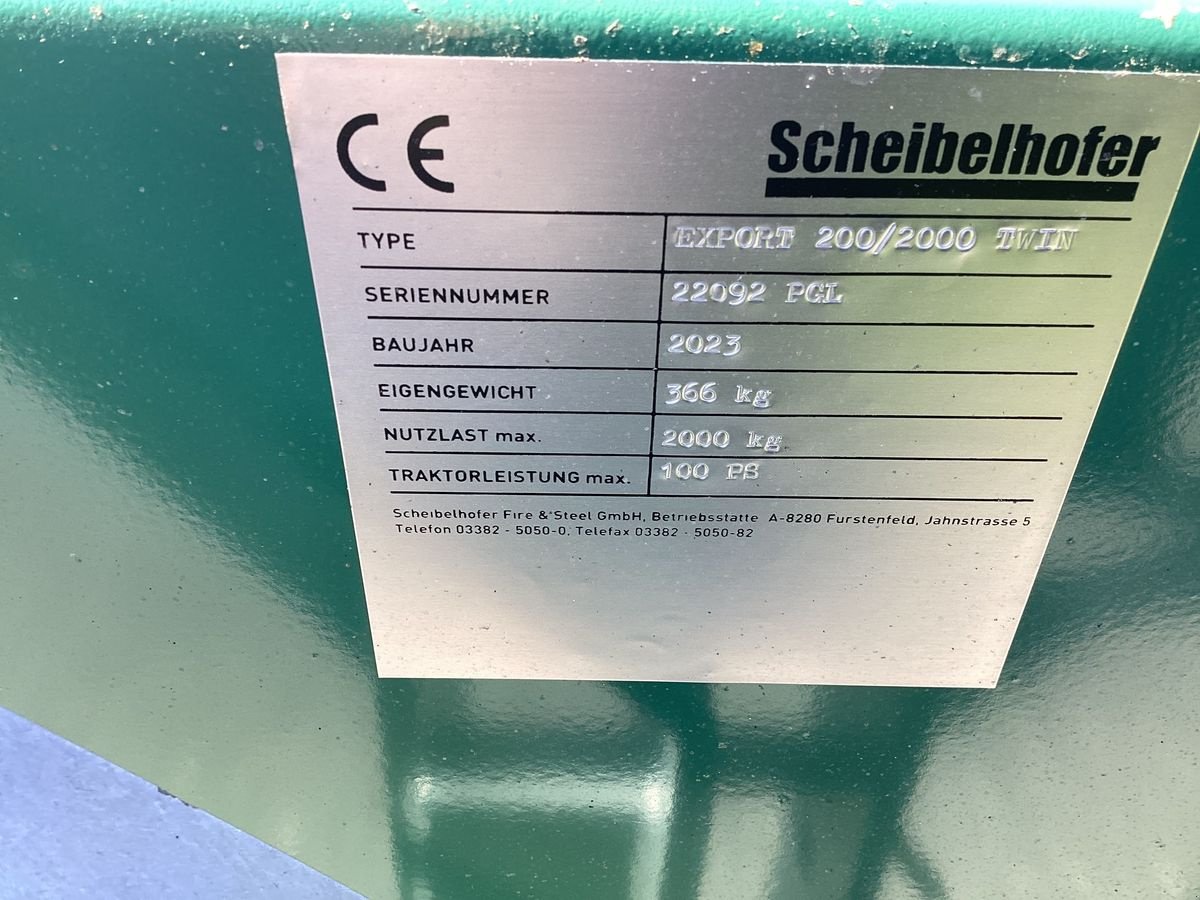 CE Scheibelhofer
TYPE EXPORT 200/2000 TWIN
SERIENNUMMER 22092 PGL
BAUJAHR 2023
EIGENGEWICHT 366 kg
NUTZLAST max. 2000 kg
TRAKTORLEISTUNG max. 100 PS
Scheibelhofer Fire & Steel GmbH, Betriebsstatte A-8280 Furstenfeld, Jahnstrasse 5
Telefon 03382 - 5050-0, Telefax 03382 - 5050-82